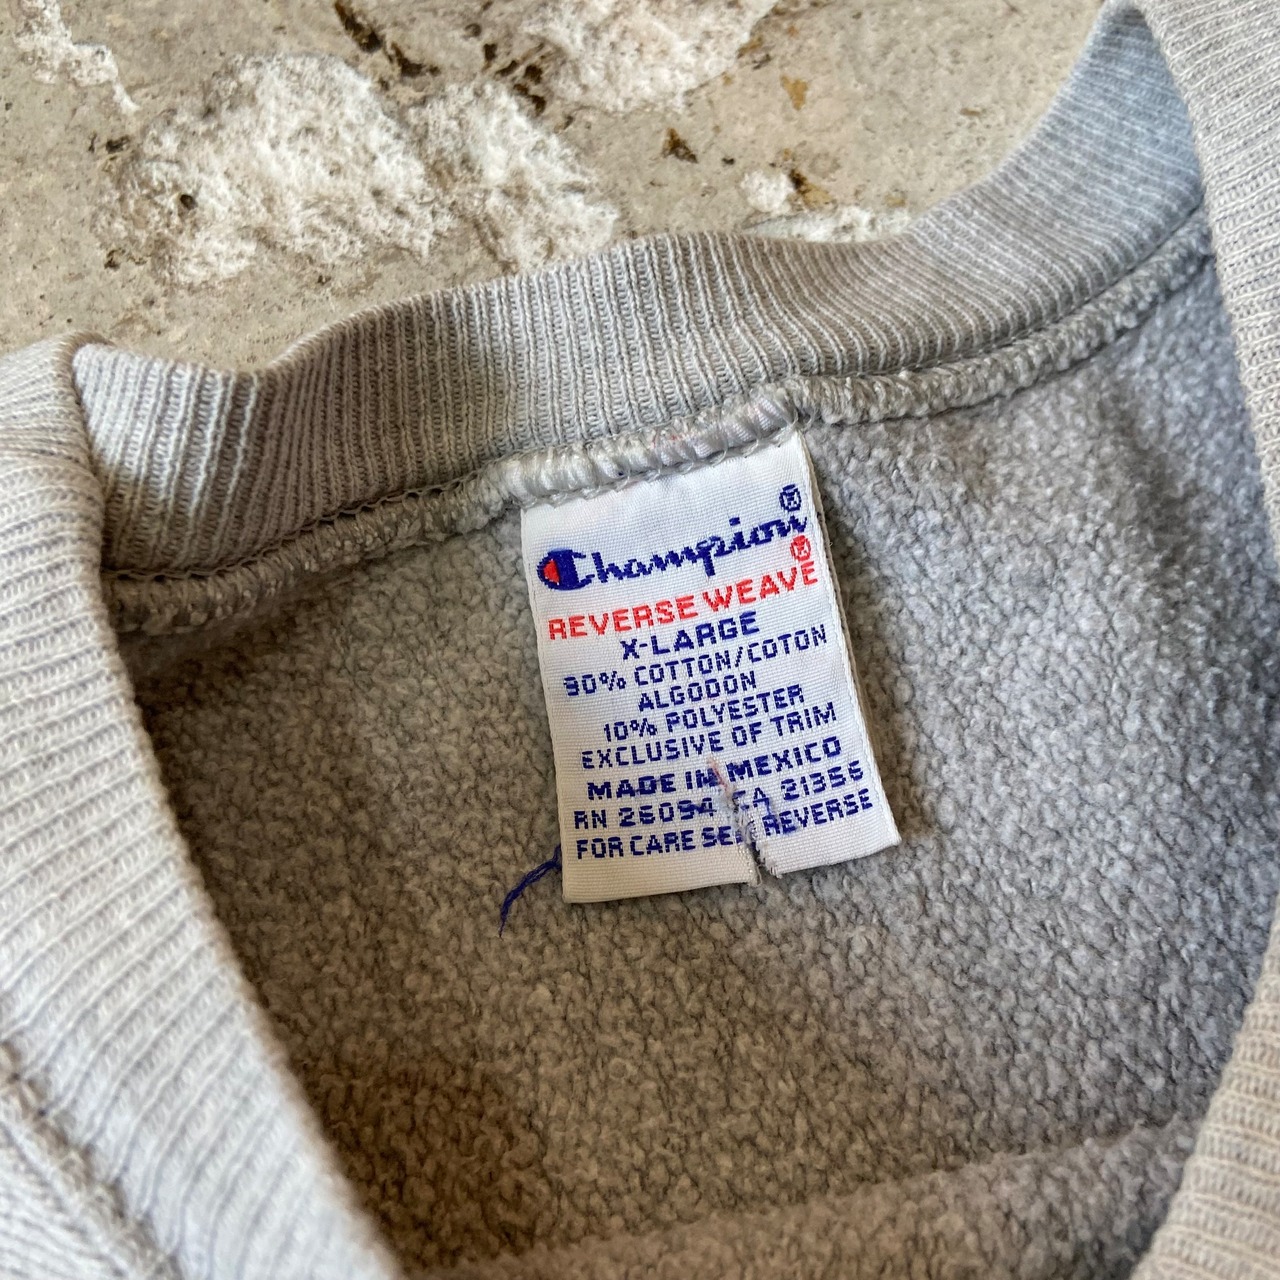 Champion®
REVERSE WEAVE®
X-LARGE
90% COTTON/COTON
ALGODON
10% POLYESTER
EXCLUSIVE OF TRIM
MADE IN MEXICO
RN 26094 CA 21356
FOR CARE SEE REVERSE